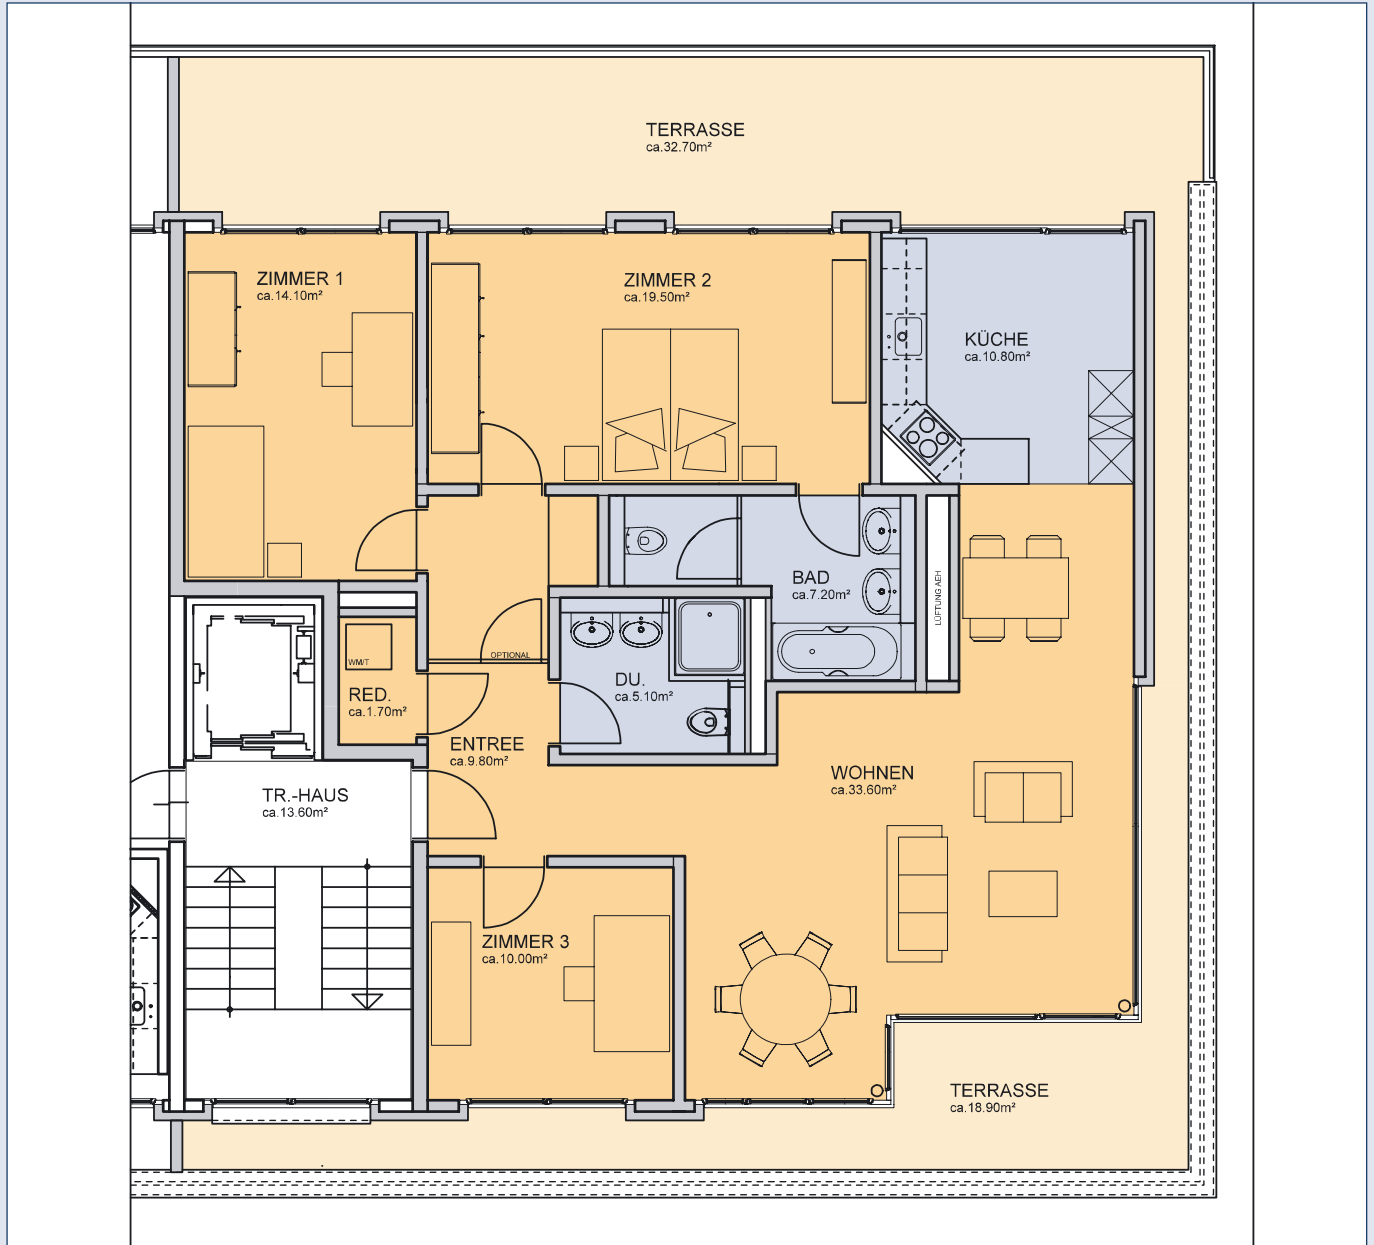 TERRASSE
ca.32.70m²
ZIMMER 1
ca.14.10m²
ZIMMER 2
ca.19.50m²
KÜCHE
ca.10.80m²
BAD
ca.7.20m²
LÜFTUNG AEH
OPTIONAL
WM/T
RED.
ca.1.70m²
DU.
ca.5.10m²
ENTREE
ca.9.80m²
WOHNEN
ca.33.60m²
TR.-HAUS
ca.13.60m²
ZIMMER 3
ca.10.00m²
TERRASSE
ca.18.90m²